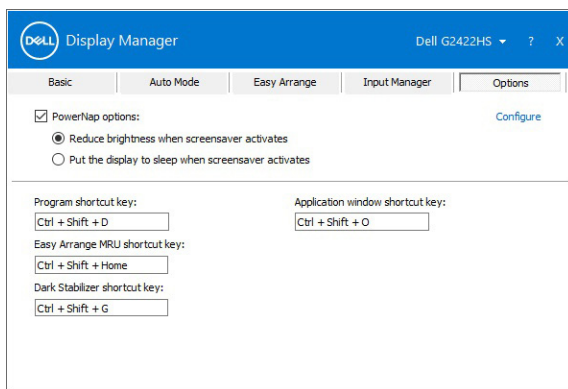 DELL Display Manager Dell G2422HS ? X
Basic Auto Mode Easy Arrange Input Manager Options
PowerNap options: Configure
Reduce brightness when screensaver activates
Put the display to sleep when screensaver activates
Program shortcut key: Application window shortcut key:
Ctrl + Shift + D Ctrl + Shift + O
Easy Arrange MRU shortcut key:
Ctrl + Shift + Home
Dark Stabilizer shortcut key:
Ctrl + Shift + G